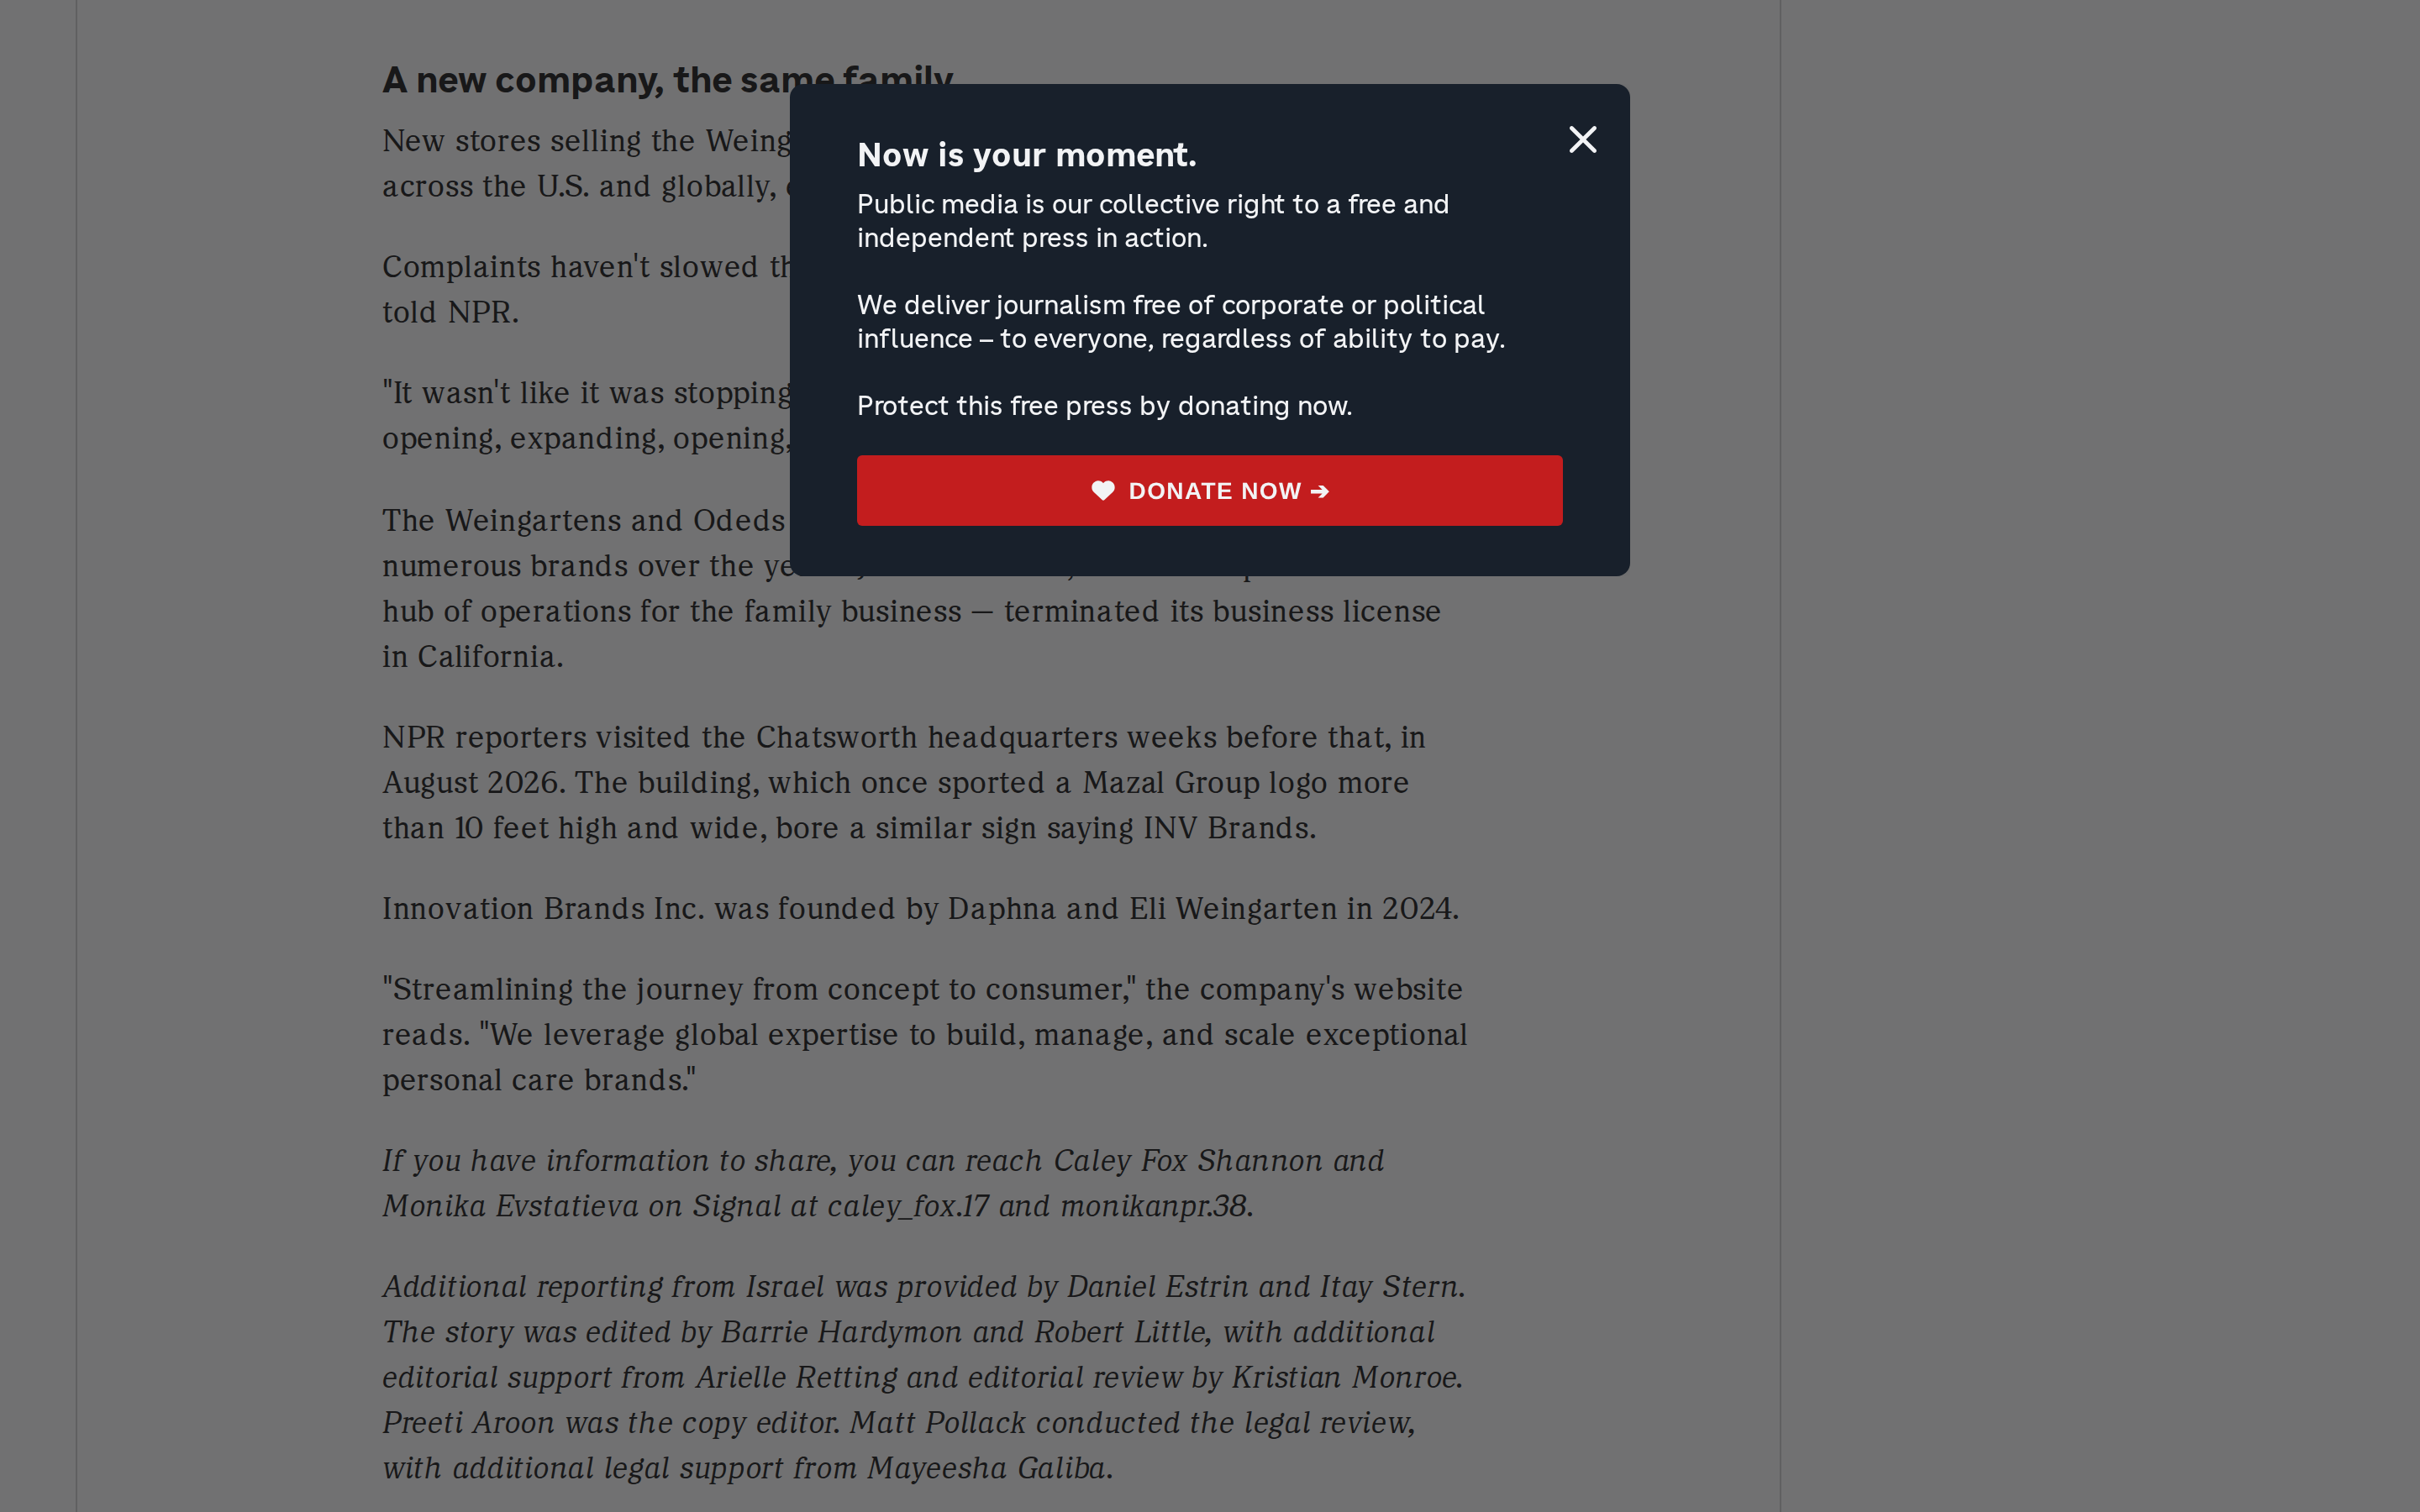 A new company, the same family
New stores selling the Weing
across the U.S. and globally,
Complaints haven't slowed
told NPR.
"It wasn't like it was stopping
opening, expanding, opening,
The Weingartens and Odeds
numerous brands over the
hub of operations for the family business — terminated its business license
in California.
NPR reporters visited the Chatsworth headquarters weeks before that, in
August 2026. The building, which once sported a Mazal Group logo more
than 10 feet high and wide, bore a similar sign saying INV Brands.
Innovation Brands Inc. was founded by Daphna and Eli Weingarten in 2024.
"Streamlining the journey from concept to consumer," the company's website
reads. "We leverage global expertise to build, manage, and scale exceptional
personal care brands."
If you have information to share, you can reach Caley Fox Shannon and
Monika Evstatieva on Signal at caley_fox.17 and monikanpr.38.
Additional reporting from Israel was provided by Daniel Estrin and Itay Stern.
The story was edited by Barrie Hardymon and Robert Little, with additional
editorial support from Arielle Retting and editorial review by Kristian Monroe.
Preeti Aroon was the copy editor. Matt Pollack conducted the legal review,
with additional legal support from Mayeesha Galiba.
Now is your moment.
Public media is our collective right to a free and
independent press in action.
We deliver journalism free of corporate or political
influence – to everyone, regardless of ability to pay.
Protect this free press by donating now.
DONATE NOW ➔